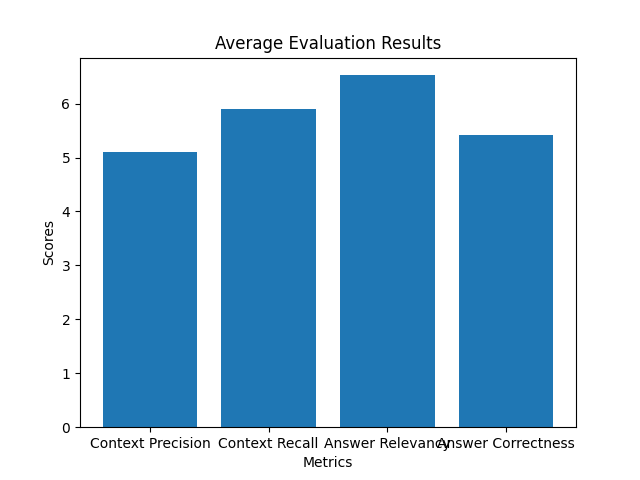 Average Evaluation Results
6
5
4
3
2
1
0
Scores
Context Precision
Context Recall
Answer Relevancy
Answer Correctness
Metrics